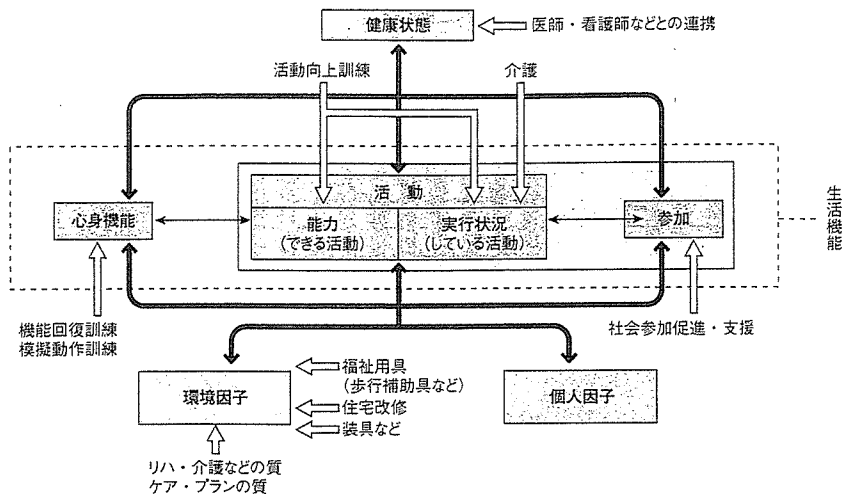 健康状態
医師・看護師などとの連携
活動向上訓練
介護
活 動
心身機能
能力
(できる活動)
実行状況
(している活動)
参加
生活機能
機能回復訓練
模擬動作訓練
社会参加促進・支援
環境因子
福祉用具
(歩行補助具など)
住宅改修
装具など
個人因子
リハ・介護などの質
ケア・プランの質